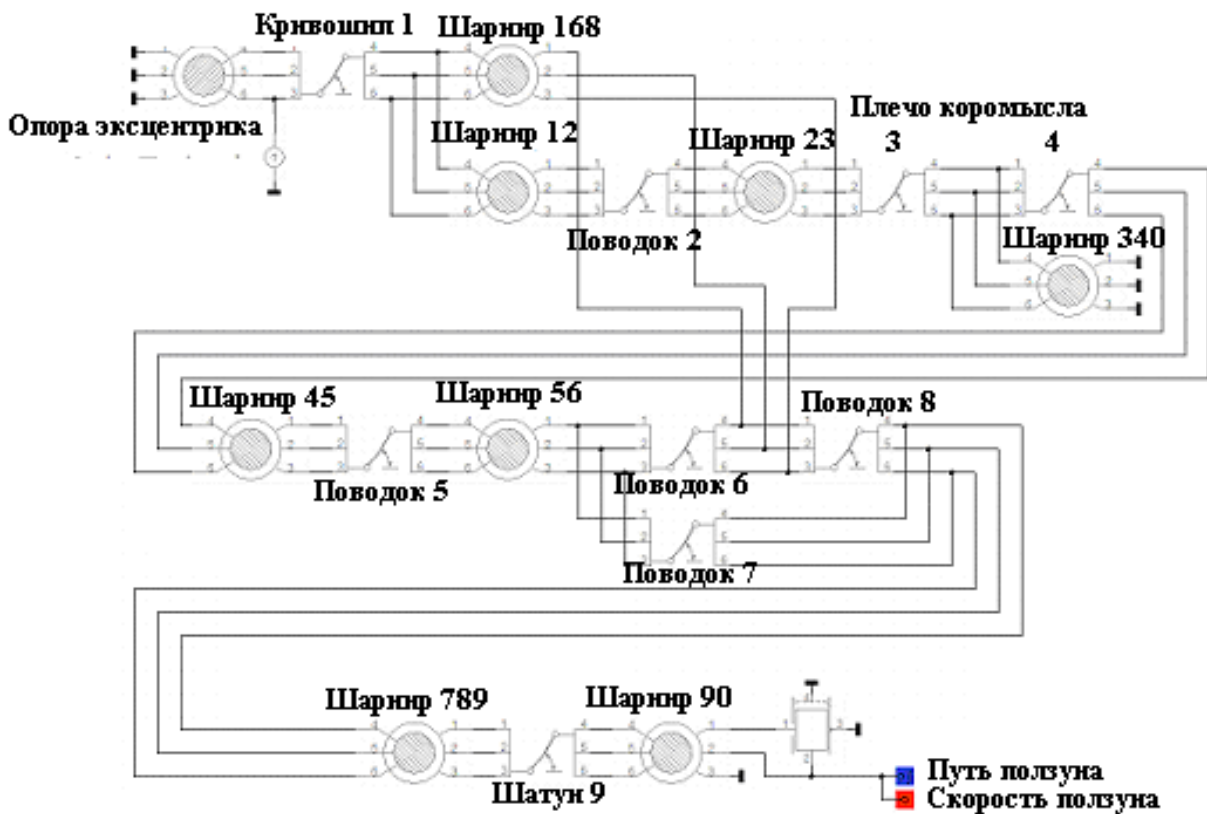 Кривошип 1
Шарнир 168
Опора эксцентрика
Шарнир 12
Шарнир 23
Плечо коромысла
3
4
Поводок 2
Шарнир 340
Шарнир 45
Шарнир 56
Поводок 8
Поводок 5
Поводок 6
Поводок 7
Шарнир 789
Шарнир 90
Шатун 9
Путь ползуна
Скорость ползуна